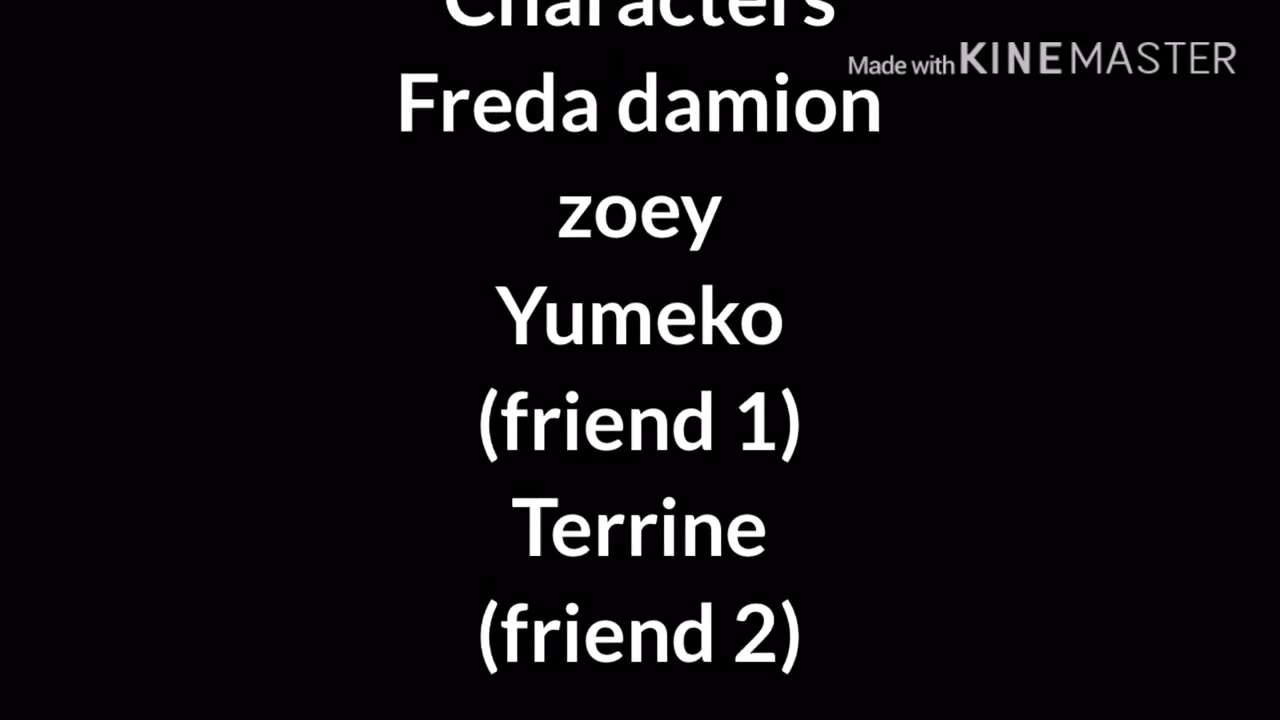 Characters
Made with KINEMASTER
Freda damion
zoey
Yumeko
(friend 1)
Terrine
(friend 2)